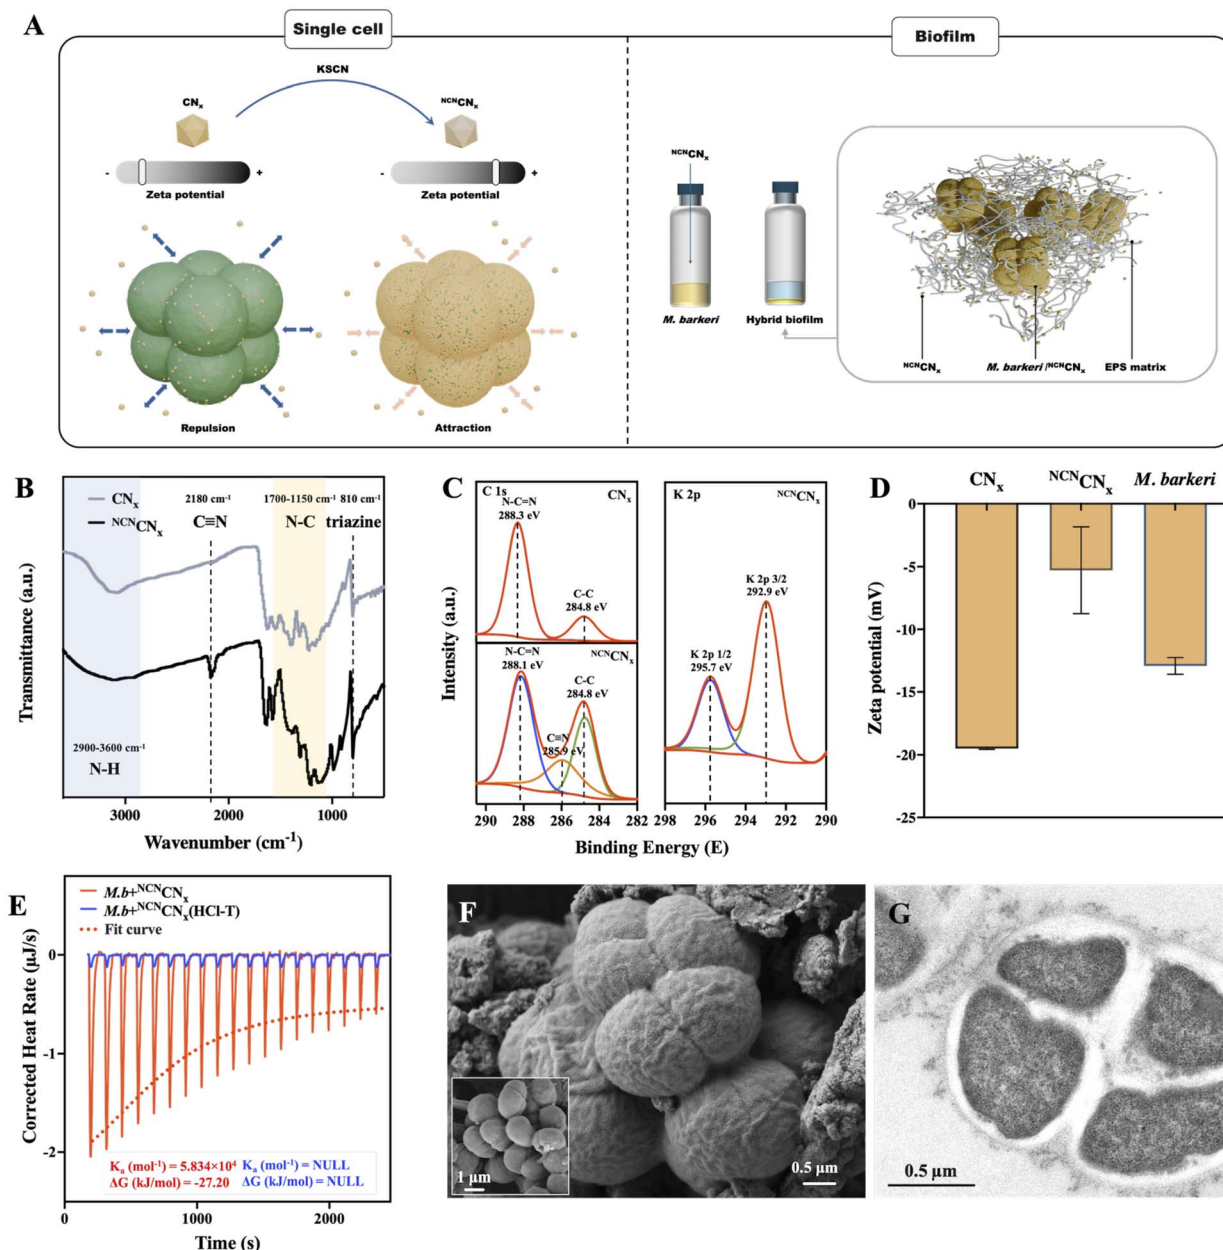 A
Single cell
Biofilm
KSCN
CNₓ
ᴺᶜᴺCNₓ
-
+
Zeta potential
-
+
Zeta potential
Repulsion
Attraction
ᴺᶜᴺCNₓ
M. barkeri
Hybrid biofilm
ᴺᶜᴺCNₓ
M. barkeri/ᴺᶜᴺCNₓ
EPS matrix
B
CNₓ
ᴺᶜᴺCNₓ
2180 cm⁻¹
C≡N
1700-1150 cm⁻¹
N-C
810 cm⁻¹
triazine
2900-3600 cm⁻¹
N-H
Transmittance (a.u.)
3000
2000
1000
Wavenumber (cm⁻¹)
C
C 1s
CNₓ
N-C=N
288.3 eV
C-C
284.8 eV
ᴺᶜᴺCNₓ
N-C=N
288.1 eV
C≡N
285.9 eV
C-C
284.8 eV
K 2p
ᴺᶜᴺCNₓ
K 2p 3/2
292.9 eV
K 2p 1/2
295.7 eV
Intensity (a.u.)
290 288 286 284 282
298 296 294 292 290
Binding Energy (E)
D
CNₓ
ᴺᶜᴺCNₓ
M. barkeri
0
-5
-10
-15
-20
-25
Zeta potential (mV)
E
M.b+ᴺᶜᴺCNₓ
M.b+ᴺᶜᴺCNₓ(HCl-T)
Fit curve
0
-1
-2
Corrected Heat Rate (μJ/s)
Kₐ (mol⁻¹) = 5.834×10⁴
ΔG (kJ/mol) = -27.20
Kₐ (mol⁻¹) = NULL
ΔG (kJ/mol) = NULL
0
1000
2000
Time (s)
F
1 μm
0.5 μm
G
0.5 μm